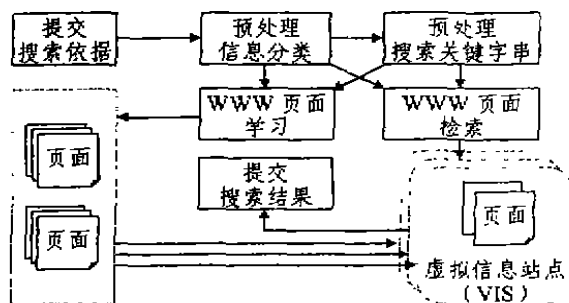 提交
搜索依据
预处理
信息分类
预处理
搜索关键字串
WWW 页面
学习
WWW 页面
检索
页面
提交
搜索结果
页面
页面
虚拟信息站点
(VIS)